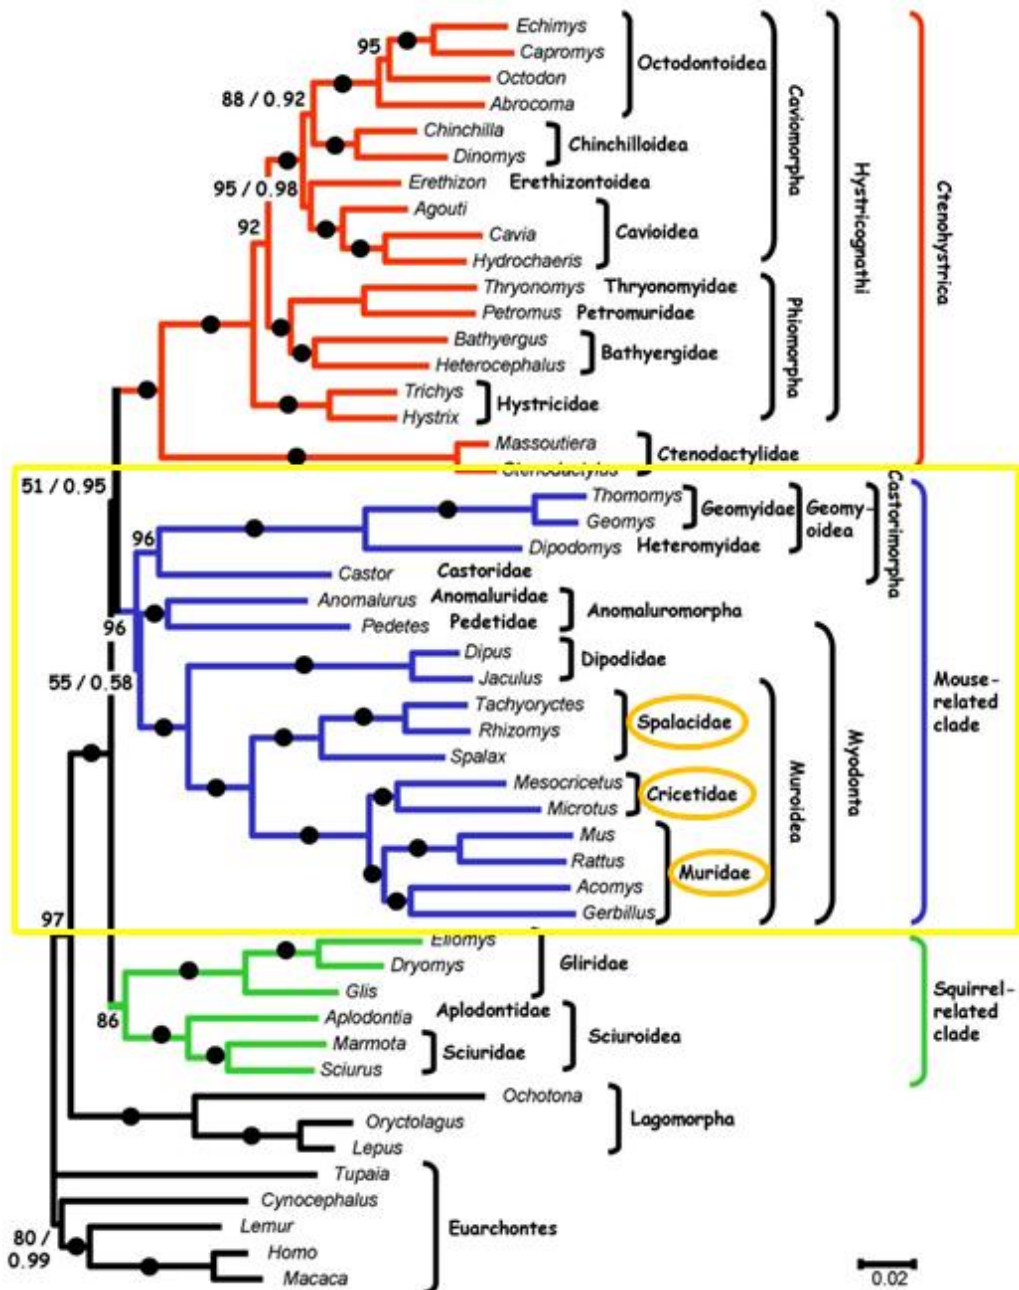 Echimys
95
Capromys
Octodontoidea
Octodon
88 / 0.92
Abrocoma
Caviomorpha
Chinchilla
Chinchilloidea
Dinomys
Hystricognathi
Ctenohystrica
95 / 0.98
Erethizon Erethizontoidea
Agouti
92
Cavia
Cavioidea
Hydrochaeris
Thryonomys Thryonomyidae
Petromus Petromuridae
Phiomorpha
Bathyergus
Bathyergidae
Heterocephalus
Trichys
Hystricidae
Hystrix
Massoutiera
Ctenodactylidae
Ctenodactylus
51 / 0.95
Thomomys
Geomyidae
Geomy-
oidea
Castorimorpha
Geomys
96
Dipodomys Heteromyidae
Castor Castoridae
Anomalurus Anomaluridae
Anomaluromorpha
Pedetes Pedetidae
96
Dipus
Dipodidae
55 / 0.58
Jaculus
Mouse-
related
clade
Tachyoryctes
Spalacidae
Rhizomys
Spalax
Myodonta
Muroidea
Mesocricetus
Cricetidae
Microtus
Mus
Rattus
Muridae
Acomys
Gerbillus
97
Eliomys
Dryomys
Gliridae
Glis
Squirrel-
related
clade
86
Aplodontia Aplodontidae
Sciuroidea
Marmota
Sciuridae
Sciurus
Ochotona
Lagomorpha
Oryctolagus
Lepus
Tupaia
Cynocephalus
Euarchontes
Lemur
80 /
0.99
Homo
Macaca
0.02